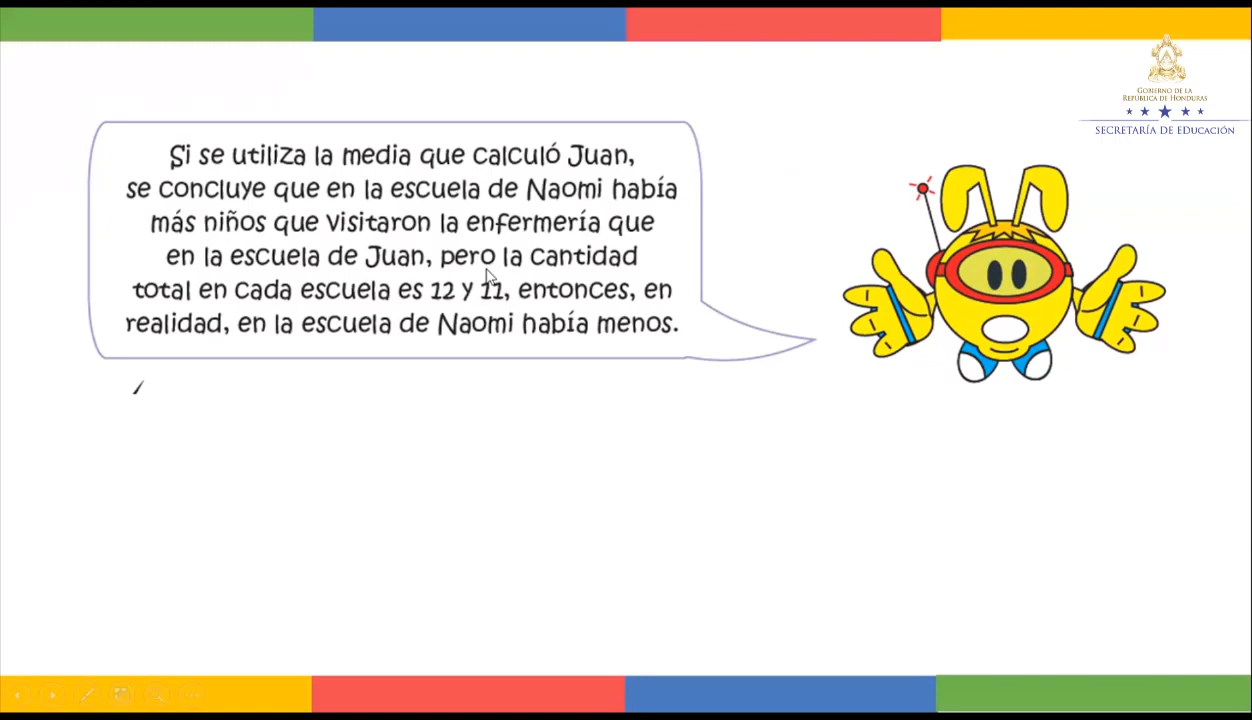 GOBIERNO DE LA
REPÚBLICA DE HONDURAS
SECRETARÍA DE EDUCACIÓN
Si se utiliza la media que calculó Juan,
se concluye que en la escuela de Naomi había
más niños que visitaron la enfermería que
en la escuela de Juan, pero la cantidad
total en cada escuela es 12 y 11, entonces, en
realidad, en la escuela de Naomi había menos.